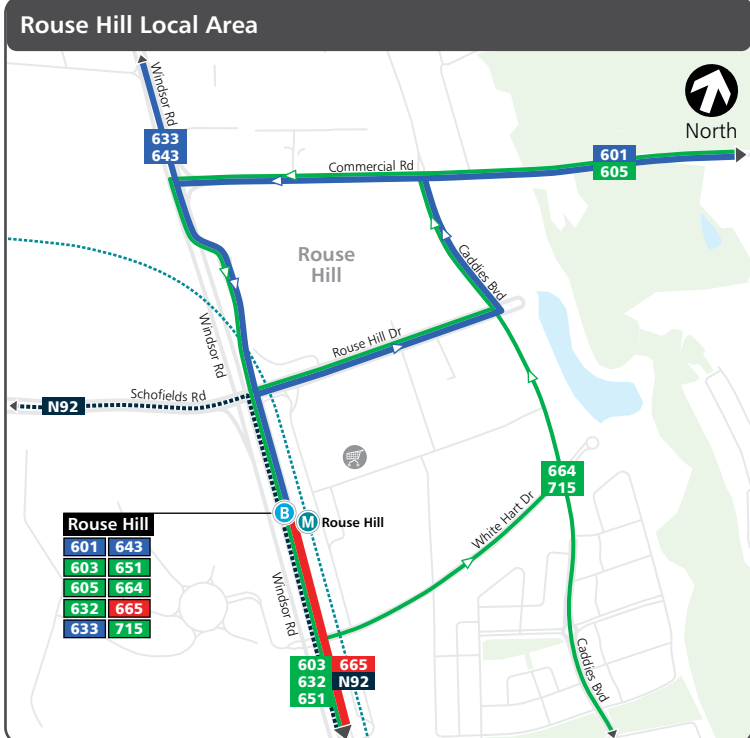 Rouse Hill Local Area
Windsor Rd
North
633
643
Commercial Rd
601
605
Rouse
Hill
Caddies Bvd
Windsor Rd
Rouse Hill Dr
Schofields Rd
N92
664
715
White Hart Dr
B
M
Rouse Hill
Rouse Hill
601 643
603 651
605 664
632 665
633 715
Windsor Rd
Caddies Bvd
603 665
632 N92
651